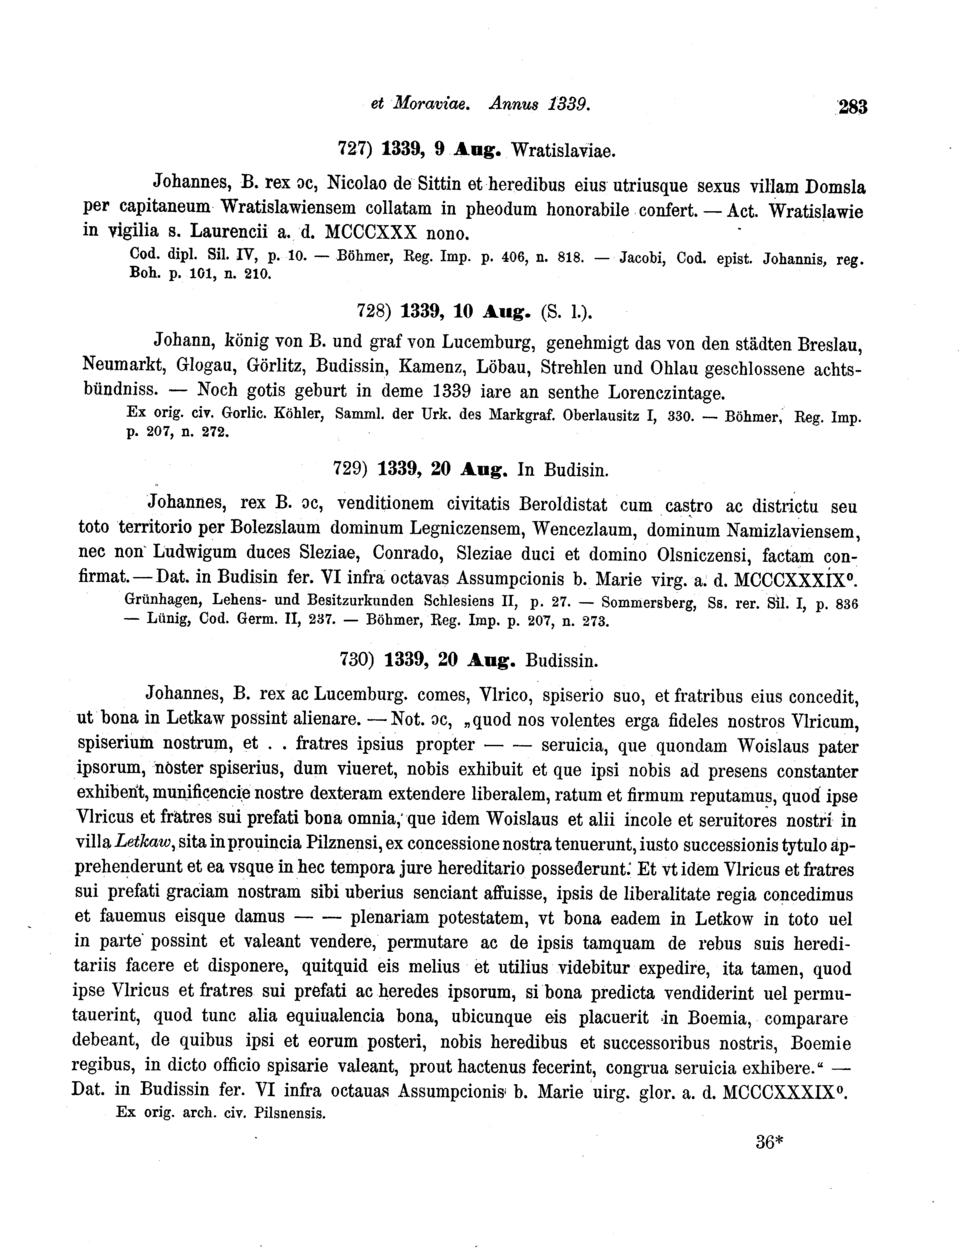 et Moraviae. Annus 1339. 283
727) 1339, 9 Aug. Wratislaviae.
Johannes, B. rex ɔc, Nicolao de Sittin et heredibus eius utriusque sexus villam Domsla
per capitaneum Wratislawiensem collatam in pheodum honorabile confert. — Act. Wratislawie
in vigilia s. Laurencii a. d. MCCCXXX nono.
Cod. dipl. Sil. IV, p. 10. — Böhmer, Reg. Imp. p. 406, n. 818. — Jacobi, Cod. epist. Johannis, reg.
Boh. p. 101, n. 210.
728) 1339, 10 Aug. (S. l.).
Johann, könig von B. und graf von Lucemburg, genehmigt das von den städten Breslau,
Neumarkt, Glogau, Görlitz, Budissin, Kamenz, Löbau, Strehlen und Ohlau geschlossene achts-
bündniss. — Noch gotis geburt in deme 1339 iare an senthe Lorenczintage.
Ex orig. civ. Gorlic. Köhler, Samml. der Urk. des Markgraf. Oberlausitz I, 330. — Böhmer, Reg. Imp.
p. 207, n. 272.
729) 1339, 20 Aug. In Budisin.
Johannes, rex B. ɔc, venditionem civitatis Beroldistat cum castro ac districtu seu
toto territorio per Bolezslaum dominum Legniczensem, Wencezlaum, dominum Namizlaviensem,
nec non Ludwigum duces Sleziae, Conrado, Sleziae duci et domino Olsniczensi, factam con-
firmat. — Dat. in Budisin fer. VI infra octavas Assumpcionis b. Marie virg. a. d. MCCCXXXIX⁰.
Grünhagen, Lehens- und Besitzurkunden Schlesiens II, p. 27. — Sommersberg, Ss. rer. Sil. I, p. 836
— Lünig, Cod. Germ. II, 237. — Böhmer, Reg. Imp. p. 207, n. 273.
730) 1339, 20 Aug. Budissin.
Johannes, B. rex ac Lucemburg. comes, Vlrico, spiserio suo, et fratribus eius concedit,
ut bona in Letkaw possint alienare. — Not. ɔc, „quod nos volentes erga fideles nostros Vlricum,
spiserium nostrum, et . . fratres ipsius propter — — seruicia, que quondam Woislaus pater
ipsorum, noster spiserius, dum viueret, nobis exhibuit et que ipsi nobis ad presens constanter
exhibent, munificencie nostre dexteram extendere liberalem, ratum et firmum reputamus, quod ipse
Vlricus et fratres sui prefati bona omnia, que idem Woislaus et alii incole et seruitores nostri in
villa Letkaw, sita in prouincia Pilznensi, ex concessione nostra tenuerunt, iusto successionis tytulo ap-
prehenderunt et ea vsque in hec tempora jure hereditario possederunt. Et vt idem Vlricus et fratres
sui prefati graciam nostram sibi uberius senciant affuisse, ipsis de liberalitate regia concedimus
et fauemus eisque damus — — plenariam potestatem, vt bona eadem in Letkow in toto uel
in parte possint et valeant vendere, permutare ac de ipsis tamquam de rebus suis heredi-
tariis facere et disponere, quitquid eis melius et utilius videbitur expedire, ita tamen, quod
ipse Vlricus et fratres sui prefati ac heredes ipsorum, si bona predicta vendiderint uel permu-
tauerint, quod tunc alia equiualencia bona, ubicunque eis placuerit in Boemia, comparare
debeant, de quibus ipsi et eorum posteri, nobis heredibus et successoribus nostris, Boemie
regibus, in dicto officio spisarie valeant, prout hactenus fecerint, congrua seruicia exhibere.“ —
Dat. in Budissin fer. VI infra octauas Assumpcionis b. Marie uirg. glor. a. d. MCCCXXXIX⁰.
Ex orig. arch. civ. Pilsnensis.
36*